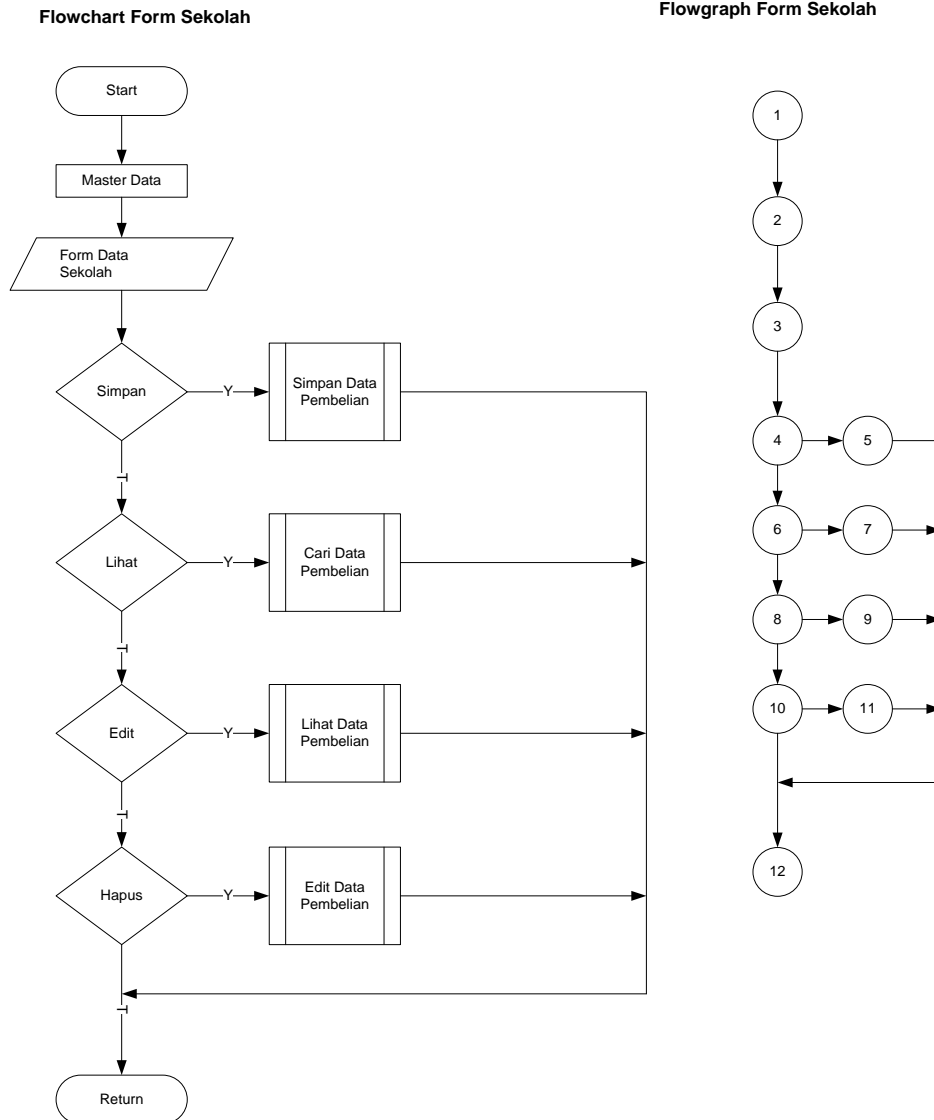 Flowchart Form Sekolah
Start
Master Data
Form Data
Sekolah
Simpan
Y
Simpan Data
Pembelian
T
Lihat
Y
Cari Data
Pembelian
T
Edit
Y
Lihat Data
Pembelian
T
Hapus
Y
Edit Data
Pembelian
T
Return
Flowgraph Form Sekolah
1
2
3
4
5
6
7
8
9
10
11
12